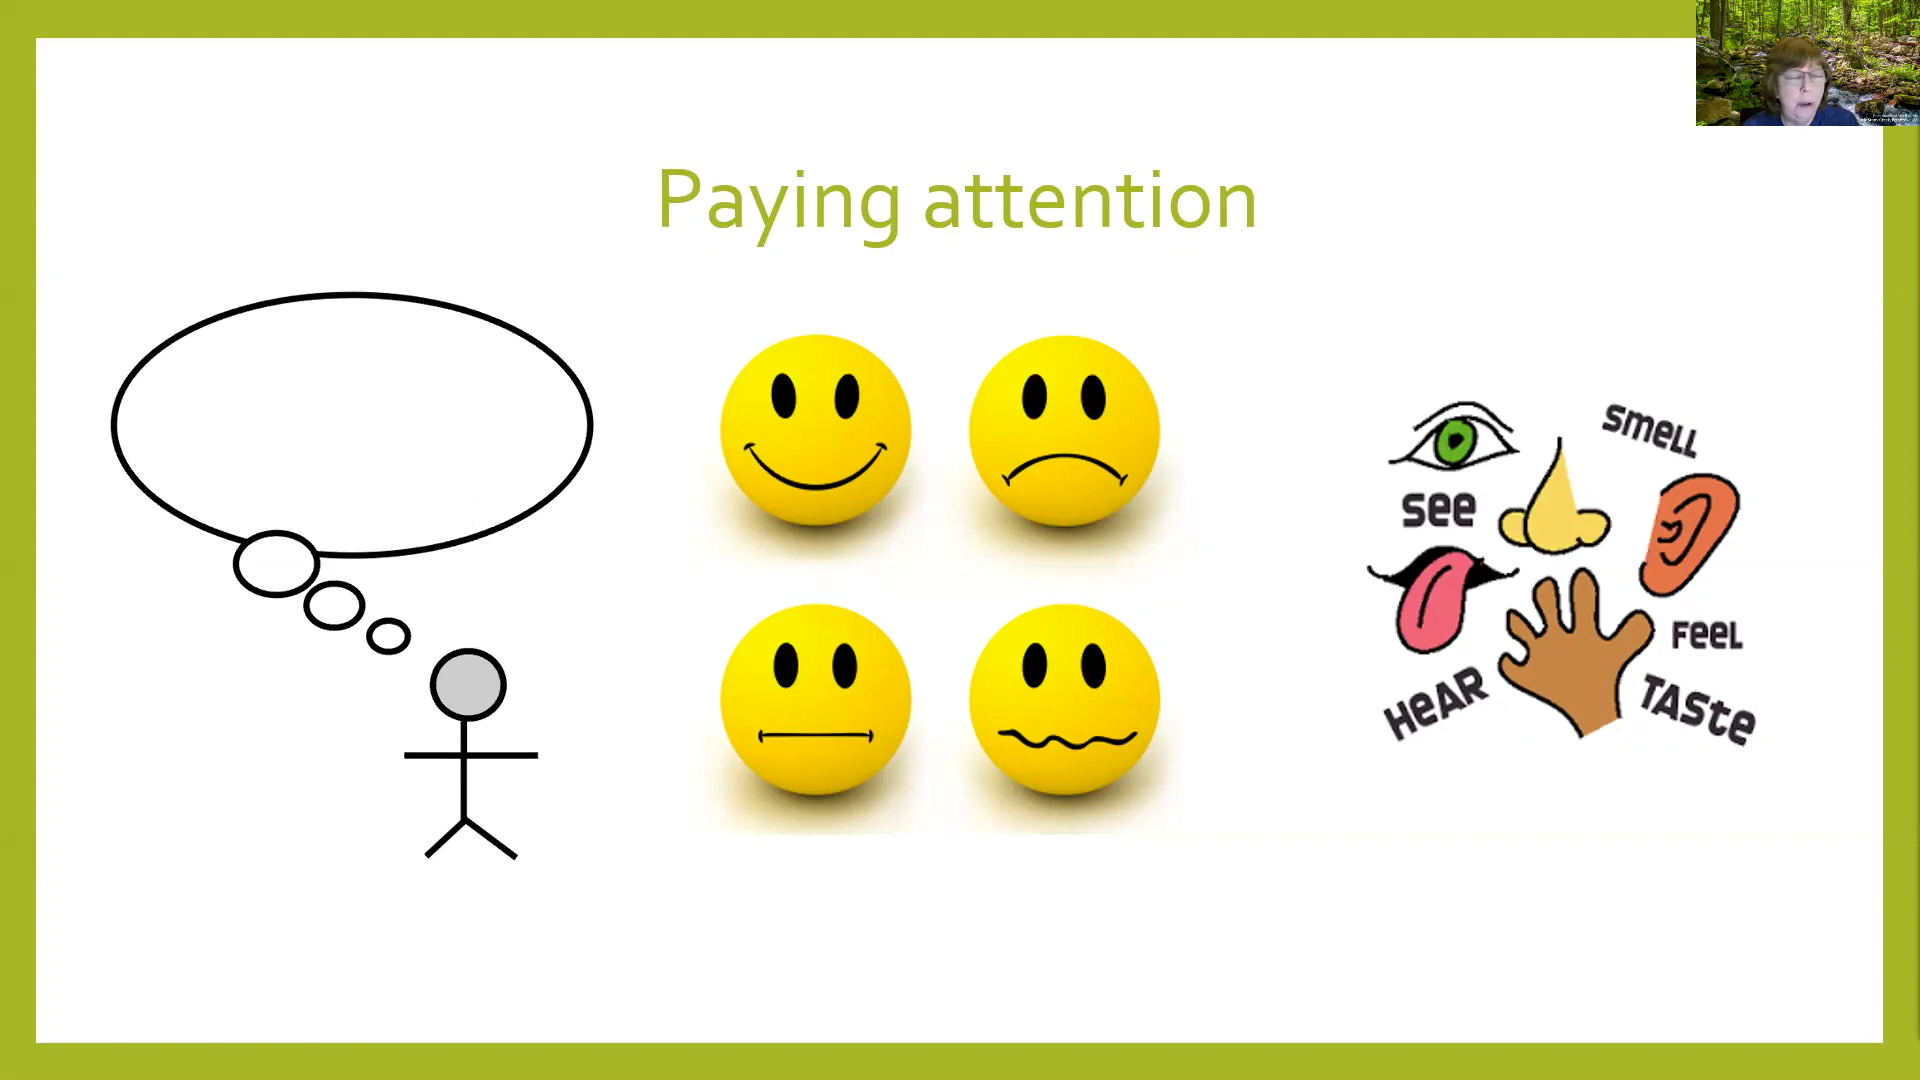 Paying attention
smell
see
Feel
HeAR
TASte